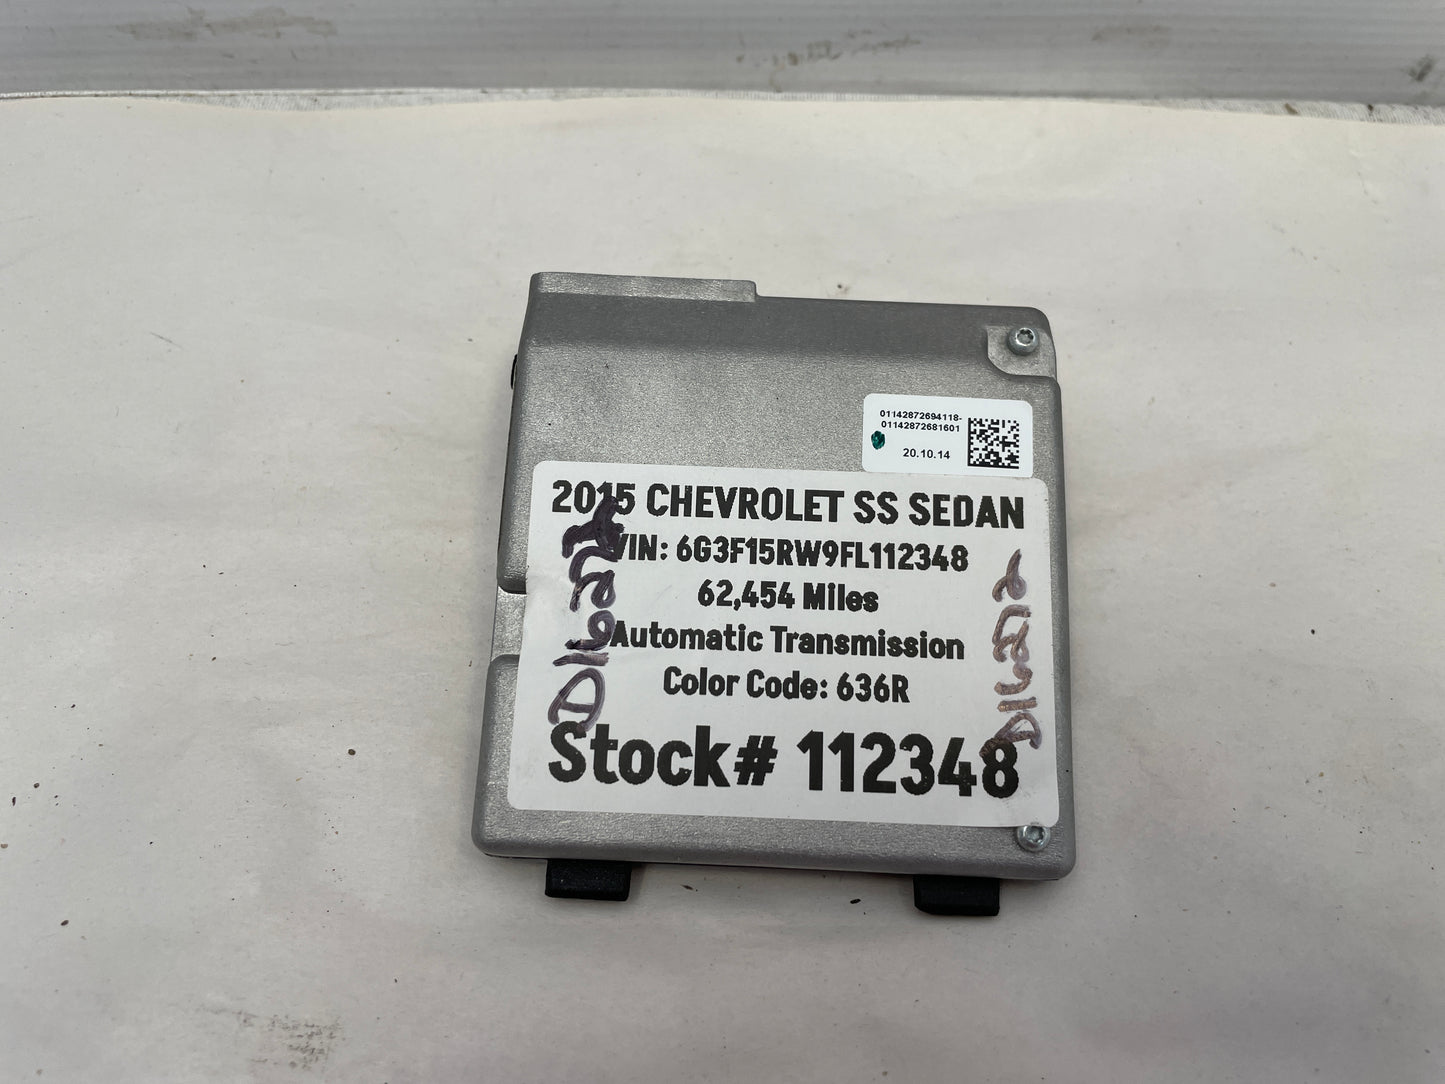 01142872694118-
01142872681601
20.10.14
2015 CHEVROLET SS SEDAN
VIN: 6G3F15RW9FL112348
62,454 Miles
Automatic Transmission
Color Code: 636R
Stock# 112348